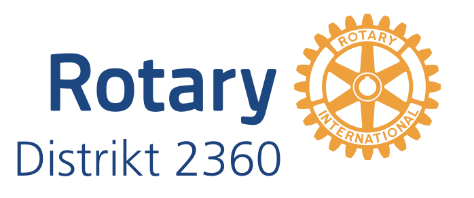 Rotary
Distrikt 2360
ROTARY
INTERNATIONAL